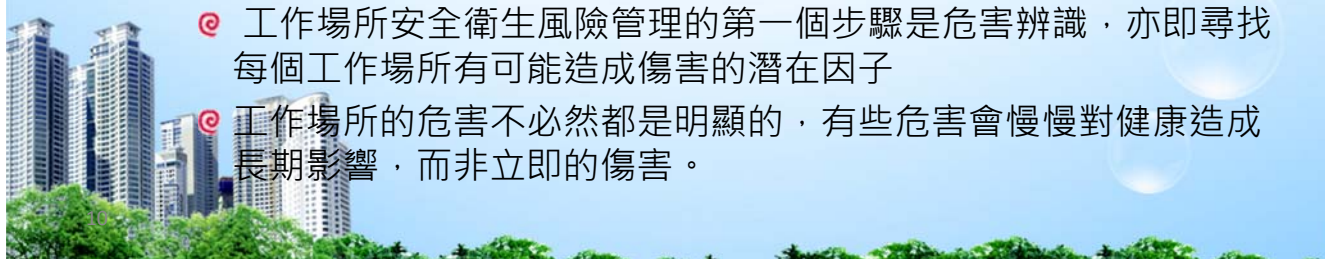 工作場所安全衛生風險管理的第一個步驟是危害辨識，亦即尋找
每個工作場所有可能造成傷害的潛在因子
工作場所的危害不必然都是明顯的，有些危害會慢慢對健康造成
長期影響，而非立即的傷害。
10